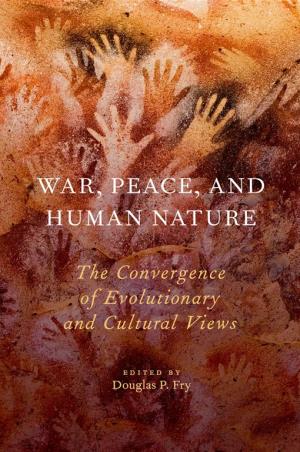 WAR, PEACE, AND
HUMAN NATURE
The Convergence
of Evolutionary
and Cultural Views
EDITED BY
Douglas P. Fry